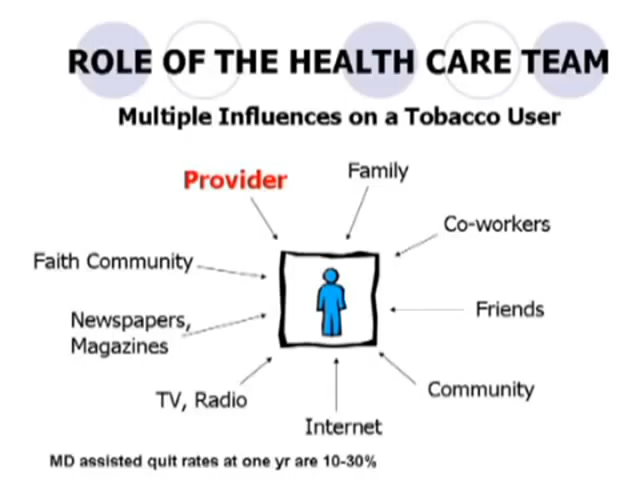 ROLE OF THE HEALTH CARE TEAM
Multiple Influences on a Tobacco User
Provider
Family
Co-workers
Faith Community
Friends
Newspapers,
Magazines
Community
TV, Radio
Internet
MD assisted quit rates at one yr are 10-30%